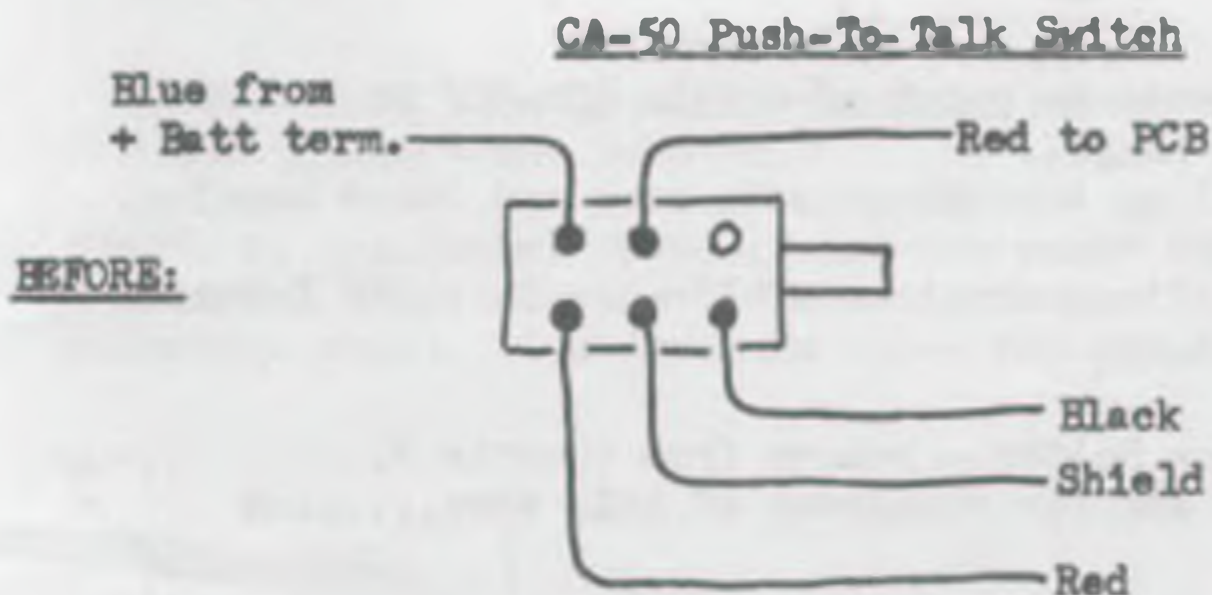 CA-50 Push-To-Talk Switch
Blue from
+ Batt term.
Red to PCB
BEFORE:
Black
Shield
Red